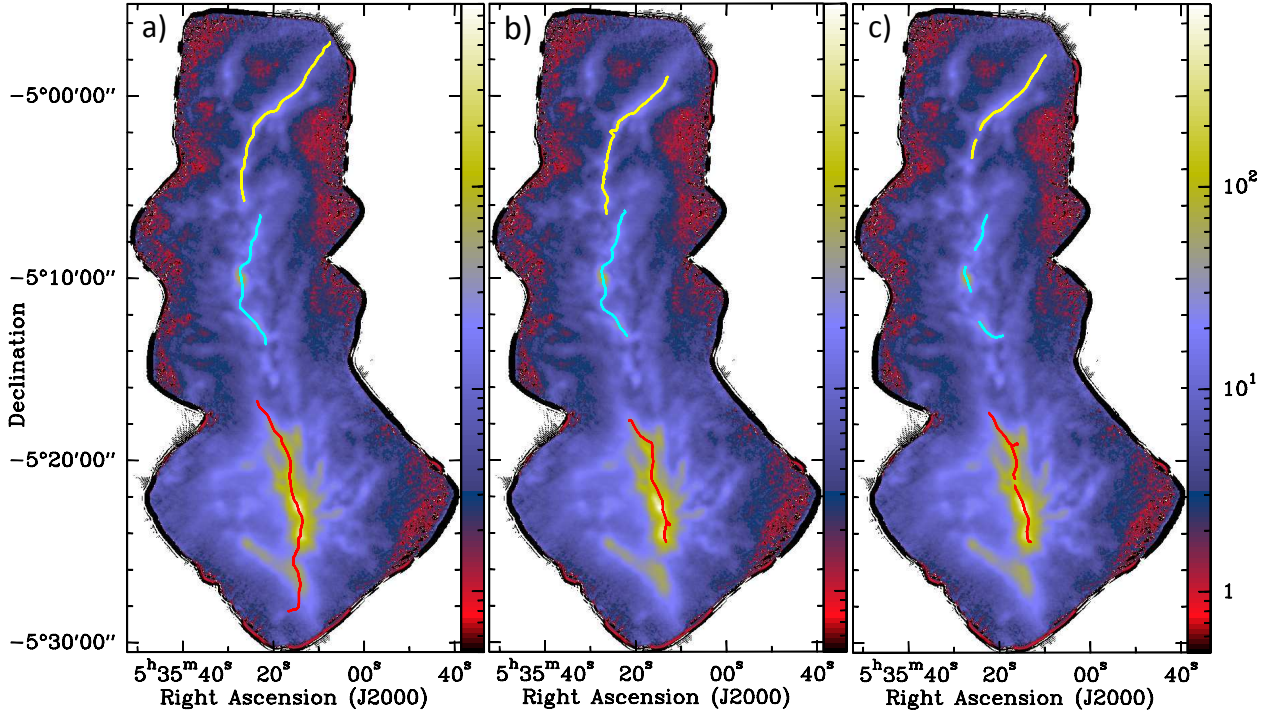 a) b) c)
−5°00′00″
−5°10′00″
−5°20′00″
−5°30′00″
Declination
10²
10¹
1
5ʰ35ᵐ40ˢ 20ˢ 00ˢ 40ˢ
5ʰ35ᵐ40ˢ 20ˢ 00ˢ
5ʰ35ᵐ40ˢ 20ˢ 00ˢ 40ˢ
Right Ascension (J2000)
Right Ascension (J2000)
Right Ascension (J2000)